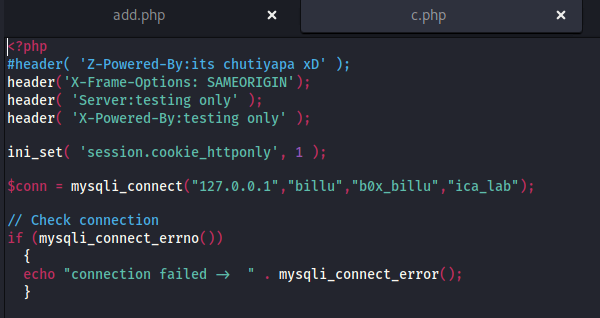 add.php × c.php ×
<?php
#header( 'Z-Powered-By:its chutiyapa xD' );
header('X-Frame-Options: SAMEORIGIN');
header( 'Server:testing only' );
header( 'X-Powered-By:testing only' );
ini_set( 'session.cookie_httponly', 1 );
$conn = mysqli_connect("127.0.0.1","billu","b0x_billu","ica_lab");
// Check connection
if (mysqli_connect_errno())
{
echo "connection failed ->  " . mysqli_connect_error();
}